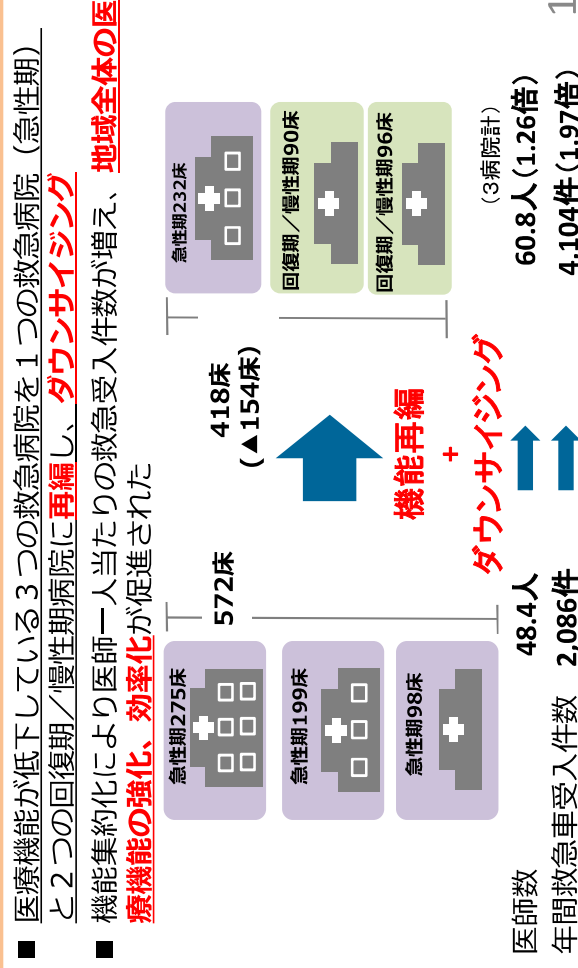 ■ 医療機能が低下している３つの救急病院を１つの救急病院（急性期）
と２つの回復期／慢性期病院に再編し、ダウンサイジング
■ 機能集約化により医師一人当たりの救急受入件数が増え、地域全体の医
療機能の強化、効率化が促進された
急性期275床
急性期199床
急性期98床
572床
418床
(▲154床)
機能再編
+
ダウンサイジング
急性期232床
回復期／慢性期90床
回復期／慢性期96床
（３病院計）
医師数 48.4人 60.8人(1.26倍)
年間救急車受入件数 2,086件 4,104件(1.97倍)